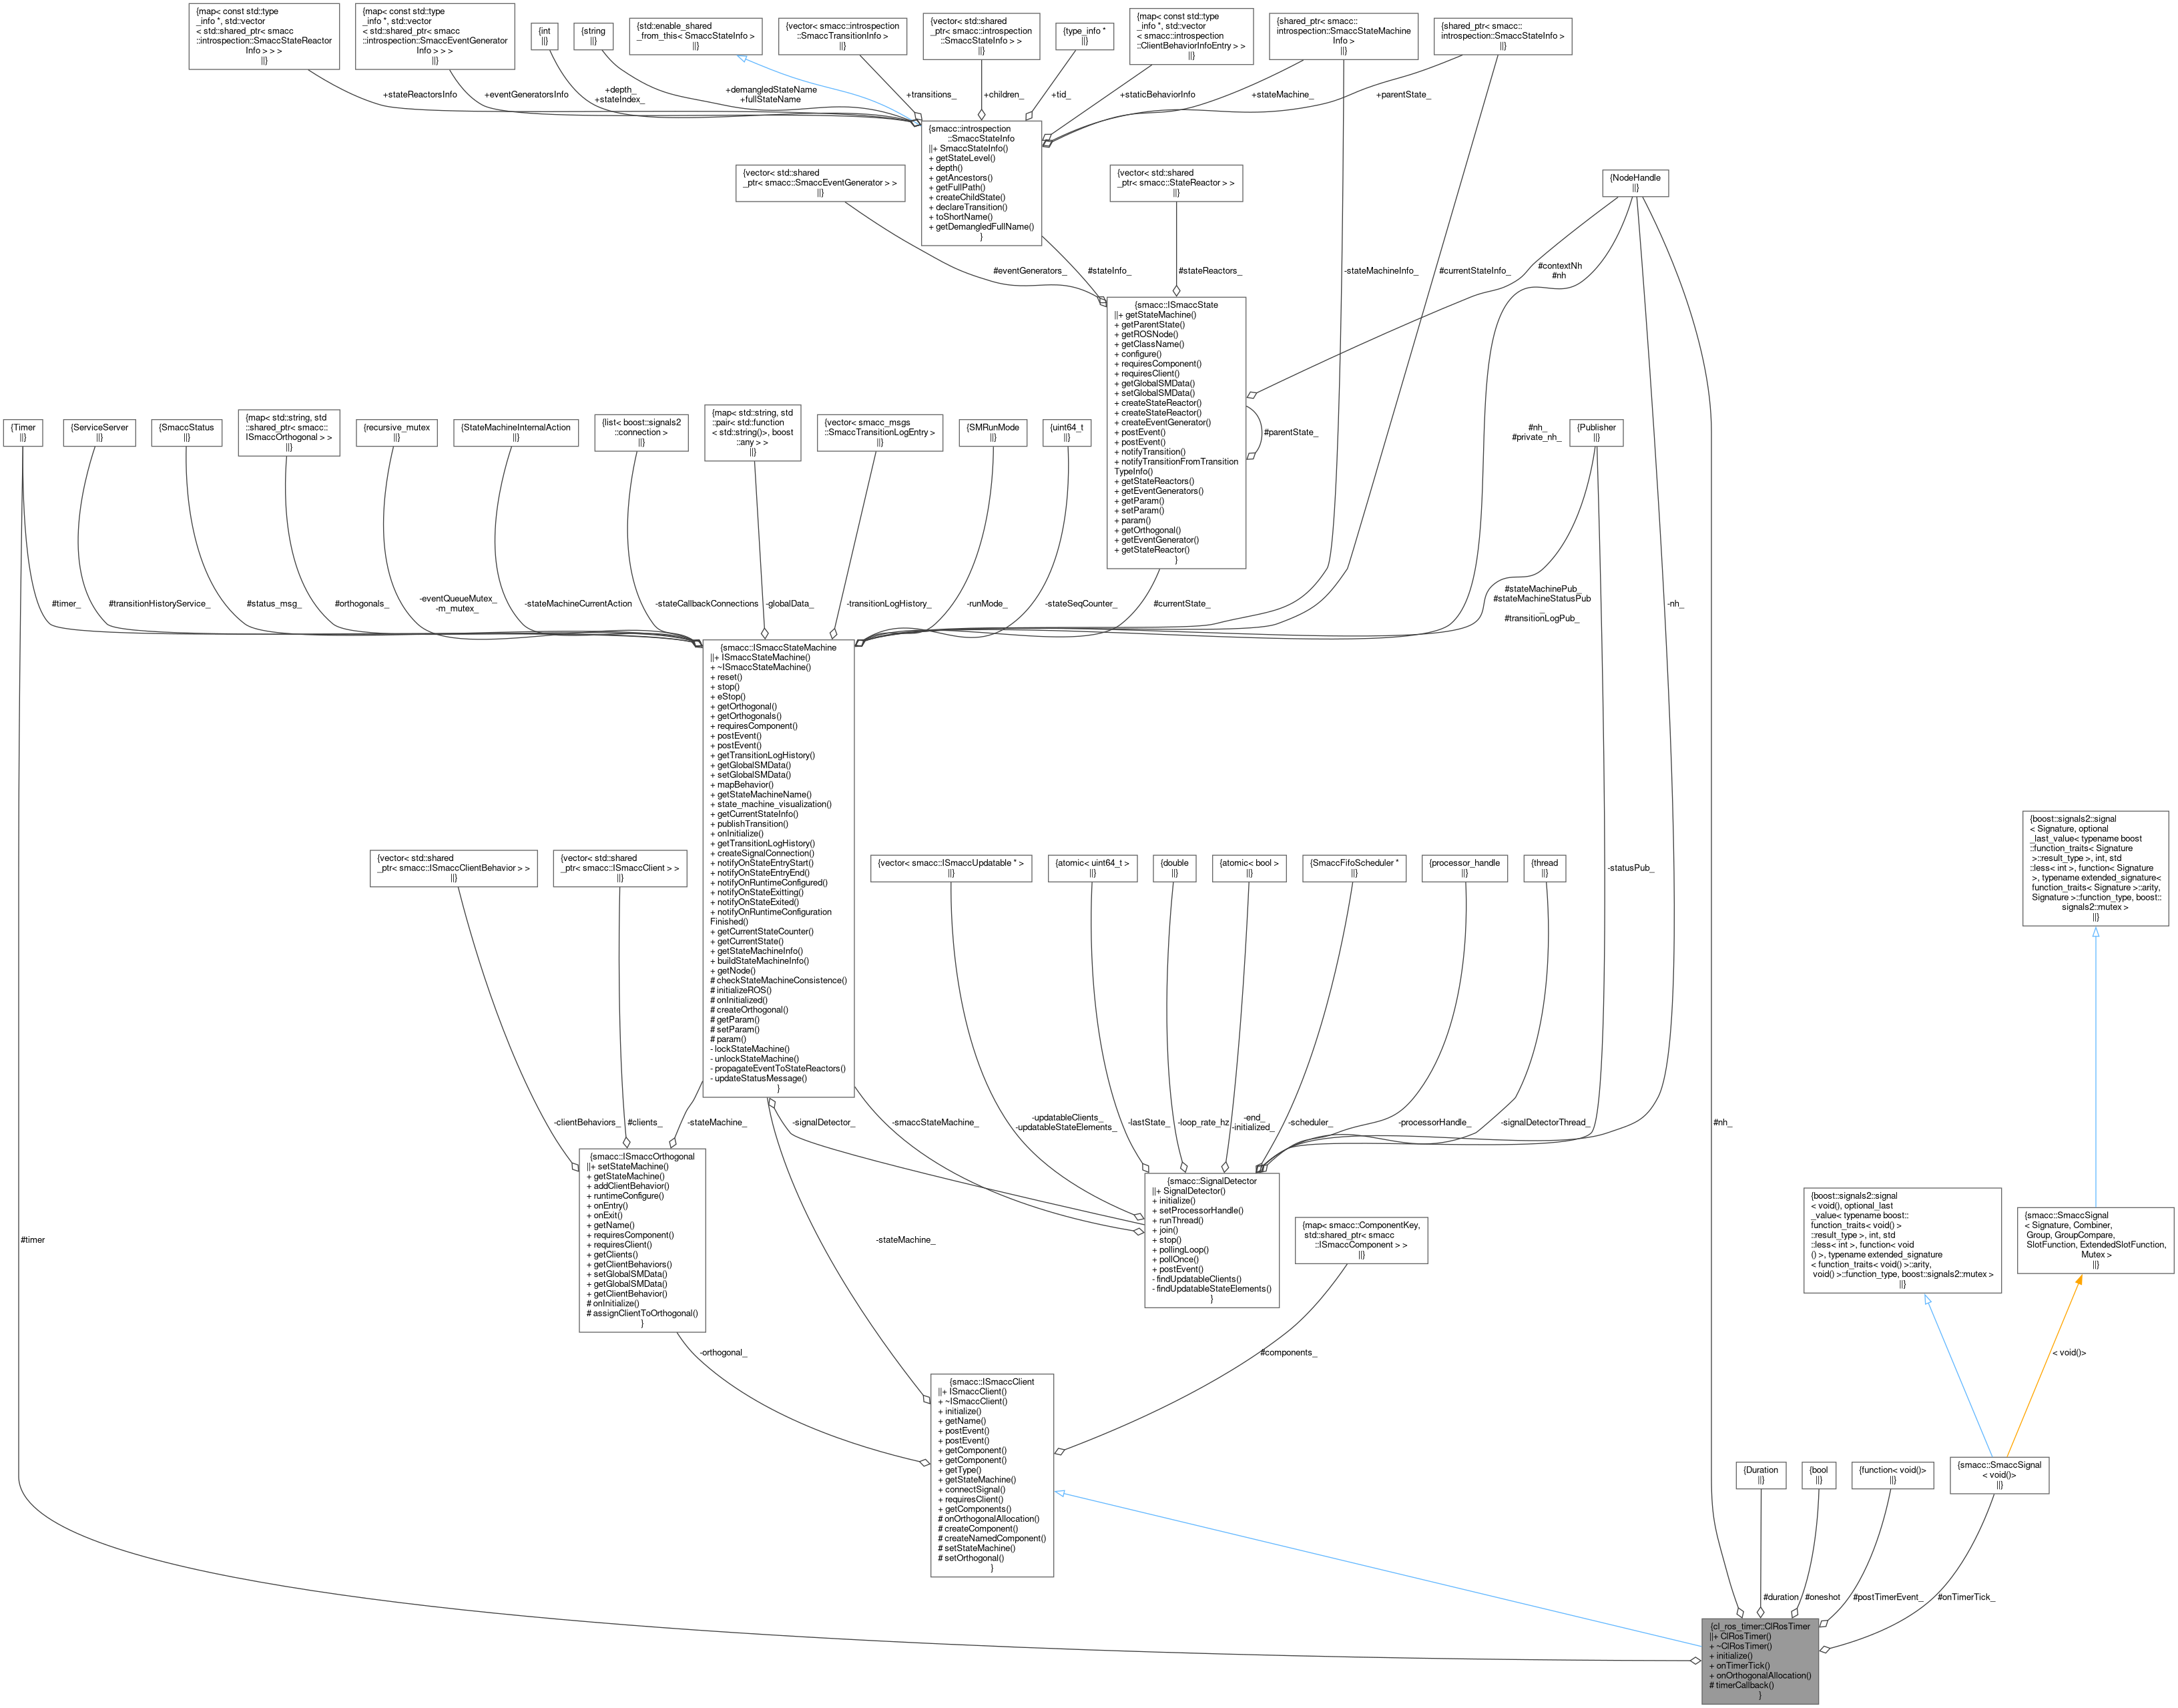 {map< const std::type
_info *, std::vector
< std::shared_ptr< smacc
::introspection::SmaccStateReactor
Info > > >
||}
{map< const std::type
_info *, std::vector
< std::shared_ptr< smacc
::introspection::SmaccEventGenerator
Info > > >
||}
{int
||}
{string
||}
{std::enable_shared
_from_this< SmaccStateInfo >
||}
{vector< smacc::introspection
::SmaccTransitionInfo >
||}
{vector< std::shared
_ptr< smacc::introspection
::SmaccStateInfo > >
||}
{type_info *
||}
{map< const std::type
_info *, std::vector
< smacc::introspection
::ClientBehaviorInfoEntry > >
||}
{shared_ptr< smacc::
introspection::SmaccStateMachine
Info >
||}
{shared_ptr< smacc::
introspection::SmaccStateInfo >
||}
+stateReactorsInfo
+eventGeneratorsInfo
+depth_
+stateIndex_
+demangledStateName
+fullStateName
+transitions_
+children_
+tid_
+staticBehaviorInfo
+stateMachine_
+parentState_
{smacc::introspection
::SmaccStateInfo
||+ SmaccStateInfo()
+ getStateLevel()
+ depth()
+ getAncestors()
+ getFullPath()
+ createChildState()
+ declareTransition()
+ toShortName()
+ getDemangledFullName()
}
{vector< std::shared
_ptr< smacc::SmaccEventGenerator > >
||}
{vector< std::shared
_ptr< smacc::StateReactor > >
||}
{NodeHandle
||}
#eventGenerators_
#stateInfo_
#stateReactors_
-stateMachineInfo_
#currentStateInfo_
#contextNh
#nh
{smacc::ISmaccState
||+ getStateMachine()
+ getParentState()
+ getROSNode()
+ getClassName()
+ configure()
+ requiresComponent()
+ requiresClient()
+ getGlobalSMData()
+ setGlobalSMData()
+ createStateReactor()
+ createStateReactor()
+ createEventGenerator()
+ postEvent()
+ postEvent()
+ notifyTransition()
+ notifyTransitionFromTransition
TypeInfo()
+ getStateReactors()
+ getEventGenerators()
+ getParam()
+ setParam()
+ param()
+ getOrthogonal()
+ getEventGenerator()
+ getStateReactor()
}
#parentState_
#nh_
#private_nh_
{Timer
||}
{ServiceServer
||}
{SmaccStatus
||}
{map< std::string, std
::shared_ptr< smacc::
ISmaccOrthogonal > >
||}
{recursive_mutex
||}
{StateMachineInternalAction
||}
{list< boost::signals2
::connection >
||}
{map< std::string, std
::pair< std::function
< std::string()>, boost
::any > >
||}
{vector< smacc_msgs
::SmaccTransitionLogEntry >
||}
{SMRunMode
||}
{uint64_t
||}
{Publisher
||}
#timer_
#transitionHistoryService_
#status_msg_
#orthogonals_
-eventQueueMutex_
-m_mutex_
-stateMachineCurrentAction
-stateCallbackConnections
-globalData_
-transitionLogHistory_
-runMode_
-stateSeqCounter_
#currentState_
#stateMachinePub_
#stateMachineStatusPub
_
#transitionLogPub_
-nh_
{smacc::ISmaccStateMachine
||+ ISmaccStateMachine()
+ ~ISmaccStateMachine()
+ reset()
+ stop()
+ eStop()
+ getOrthogonal()
+ getOrthogonals()
+ requiresComponent()
+ postEvent()
+ postEvent()
+ getTransitionLogHistory()
+ getGlobalSMData()
+ setGlobalSMData()
+ mapBehavior()
+ getStateMachineName()
+ state_machine_visualization()
+ getCurrentStateInfo()
+ publishTransition()
+ onInitialize()
+ getTransitionLogHistory()
+ createSignalConnection()
+ notifyOnStateEntryStart()
+ notifyOnStateEntryEnd()
+ notifyOnRuntimeConfigured()
+ notifyOnStateExitting()
+ notifyOnStateExited()
+ notifyOnRuntimeConfiguration
Finished()
+ getCurrentStateCounter()
+ getCurrentState()
+ getStateMachineInfo()
+ buildStateMachineInfo()
+ getNode()
# checkStateMachineConsistence()
# initializeROS()
# onInitialized()
# createOrthogonal()
# getParam()
# setParam()
# param()
- lockStateMachine()
- unlockStateMachine()
- propagateEventToStateReactors()
- updateStatusMessage()
}
{vector< std::shared
_ptr< smacc::ISmaccClientBehavior > >
||}
{vector< std::shared
_ptr< smacc::ISmaccClient > >
||}
{vector< smacc::ISmaccUpdatable * >
||}
{atomic< uint64_t >
||}
{double
||}
{atomic< bool >
||}
{SmaccFifoScheduler *
||}
{processor_handle
||}
{thread
||}
-statusPub_
{boost::signals2::signal
< Signature, optional
_last_value< typename boost
::function_traits< Signature
>::result_type >, int, std
::less< int >, function< Signature
>, typename extended_signature<
function_traits< Signature >::arity,
Signature >::function_type, boost::
signals2::mutex >
||}
-clientBehaviors_
#clients_
-stateMachine_
-signalDetector_
-smaccStateMachine_
-updatableClients_
-updatableStateElements_
-lastState_
-loop_rate_hz
-end_
-initialized_
-scheduler_
-processorHandle_
-signalDetectorThread_
#nh_
{smacc::ISmaccOrthogonal
||+ setStateMachine()
+ getStateMachine()
+ addClientBehavior()
+ runtimeConfigure()
+ onEntry()
+ onExit()
+ getName()
+ requiresComponent()
+ requiresClient()
+ getClients()
+ getClientBehaviors()
+ setGlobalSMData()
+ getGlobalSMData()
+ getClientBehavior()
# onInitialize()
# assignClientToOrthogonal()
}
{smacc::SignalDetector
||+ SignalDetector()
+ initialize()
+ setProcessorHandle()
+ runThread()
+ join()
+ stop()
+ pollingLoop()
+ pollOnce()
+ postEvent()
- findUpdatableClients()
- findUpdatableStateElements()
}
#timer
-stateMachine_
{map< smacc::ComponentKey,
std::shared_ptr< smacc
::ISmaccComponent > >
||}
{boost::signals2::signal
< void(), optional_last
_value< typename boost::
function_traits< void() >
::result_type >, int, std
::less< int >, function< void
() >, typename extended_signature
< function_traits< void() >::arity,
void() >::function_type, boost::signals2::mutex >
||}
{smacc::SmaccSignal
< Signature, Combiner,
Group, GroupCompare,
SlotFunction, ExtendedSlotFunction,
Mutex >
||}
-orthogonal_
#components_
< void()>
{smacc::ISmaccClient
||+ ISmaccClient()
+ ~ISmaccClient()
+ initialize()
+ getName()
+ postEvent()
+ postEvent()
+ getComponent()
+ getComponent()
+ getType()
+ getStateMachine()
+ connectSignal()
+ requiresClient()
+ getComponents()
# onOrthogonalAllocation()
# createComponent()
# createNamedComponent()
# setStateMachine()
# setOrthogonal()
}
{Duration
||}
{bool
||}
{function< void()>
||}
{smacc::SmaccSignal
< void()>
||}
#duration
#oneshot
#postTimerEvent_
#onTimerTick_
{cl_ros_timer::ClRosTimer
||+ ClRosTimer()
+ ~ClRosTimer()
+ initialize()
+ onTimerTick()
+ onOrthogonalAllocation()
# timerCallback()
}